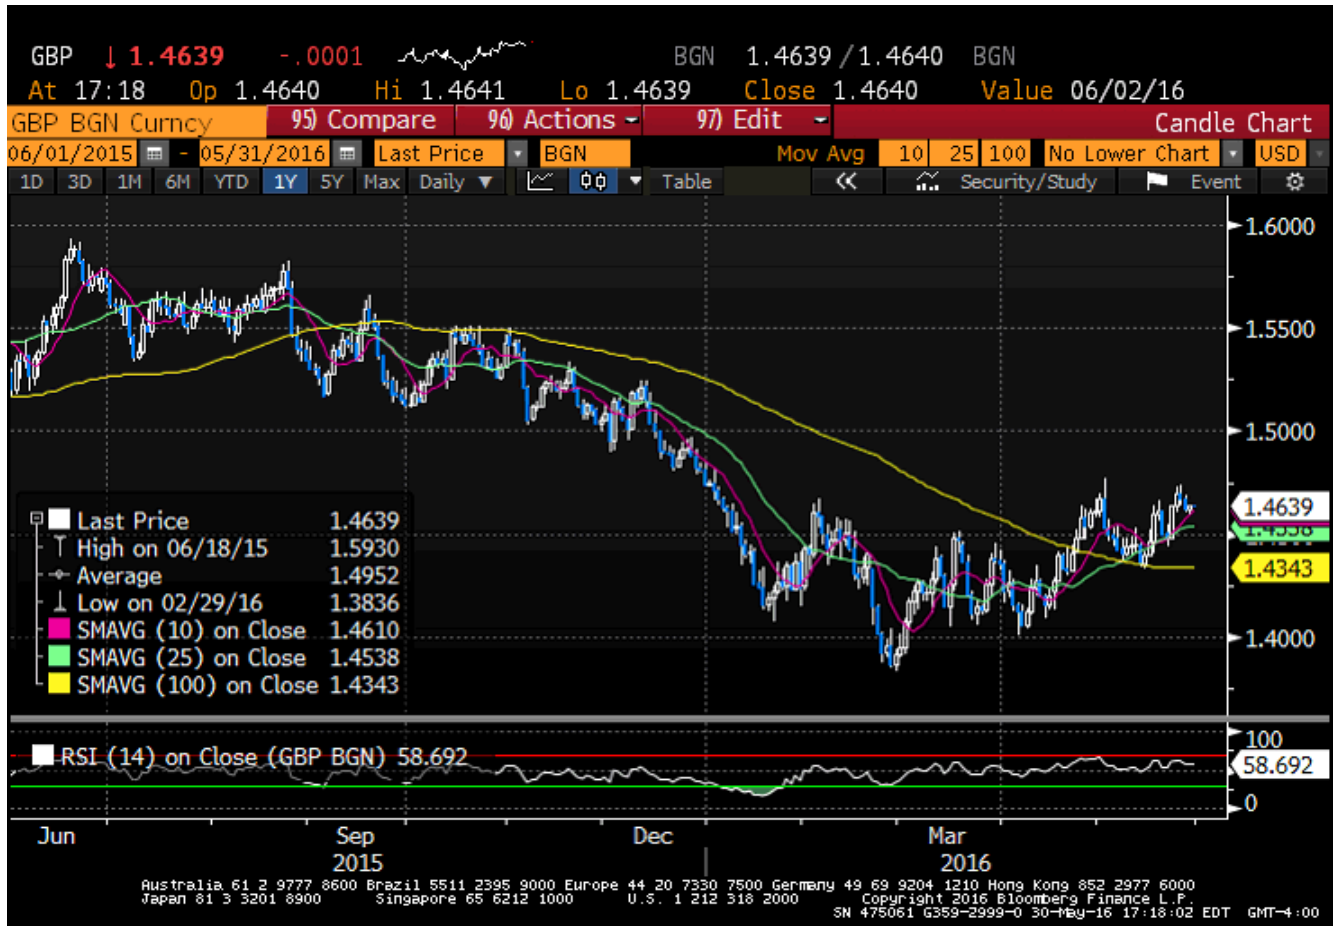 GBP ↓ 1.4639 -.0001 BGN 1.4639 / 1.4640 BGN
At 17:18 Op 1.4640 Hi 1.4641 Lo 1.4639 Close 1.4640 Value 06/02/16
GBP BGN Curncy 95) Compare 96) Actions 97) Edit Candle Chart
06/01/2015 - 05/31/2016 Last Price BGN Mov Avg 10 25 100 No Lower Chart USD
1D 3D 1M 6M YTD 1Y 5Y Max Daily ▼ Table « Security/Study Event
1.6000
1.5500
1.5000
1.4639
1.4343
1.4000
Last Price 1.4639
High on 06/18/15 1.5930
Average 1.4952
Low on 02/29/16 1.3836
SMAVG (10) on Close 1.4610
SMAVG (25) on Close 1.4538
SMAVG (100) on Close 1.4343
RSI (14) on Close (GBP BGN) 58.692
100
58.692
0
Jun Sep Dec Mar
2015 2016
Australia 61 2 9777 8600 Brazil 5511 2395 9000 Europe 44 20 7330 7500 Germany 49 69 9204 1210 Hong Kong 852 2977 6000
Japan 81 3 3201 8900 Singapore 65 6212 1000 U.S. 1 212 318 2000 Copyright 2016 Bloomberg Finance L.P.
SN 475061 G359-2999-0 30-May-16 17:18:02 EDT GMT-4:00